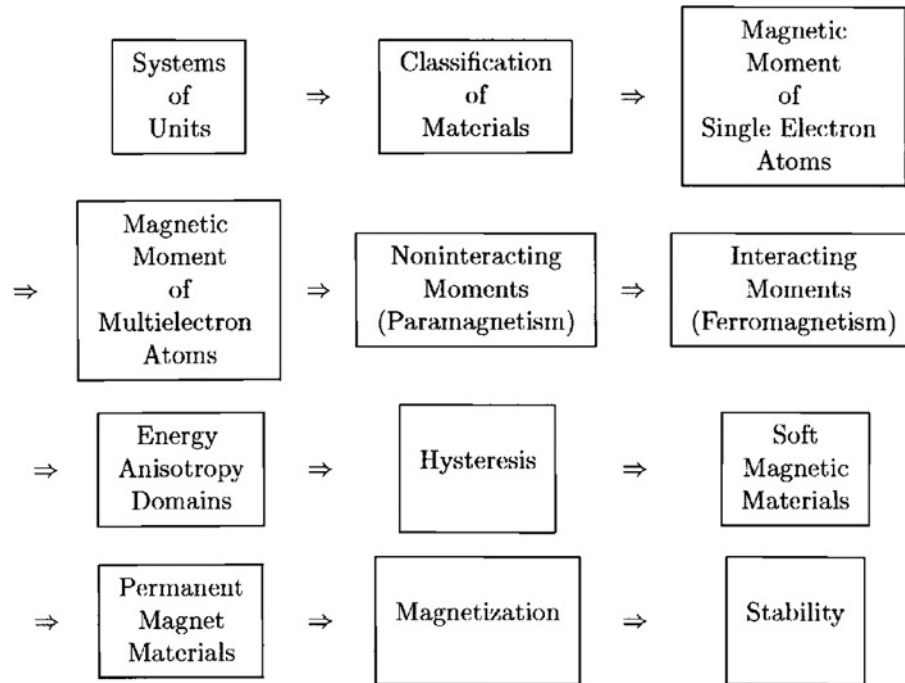 Systems
of
Units
⇒
Classification
of
Materials
⇒
Magnetic
Moment
of
Single Electron
Atoms
⇒
Magnetic
Moment
of
Multielectron
Atoms
⇒
Noninteracting
Moments
(Paramagnetism)
⇒
Interacting
Moments
(Ferromagnetism)
⇒
Energy
Anisotropy
Domains
⇒
Hysteresis
⇒
Soft
Magnetic
Materials
⇒
Permanent
Magnet
Materials
⇒
Magnetization
⇒
Stability